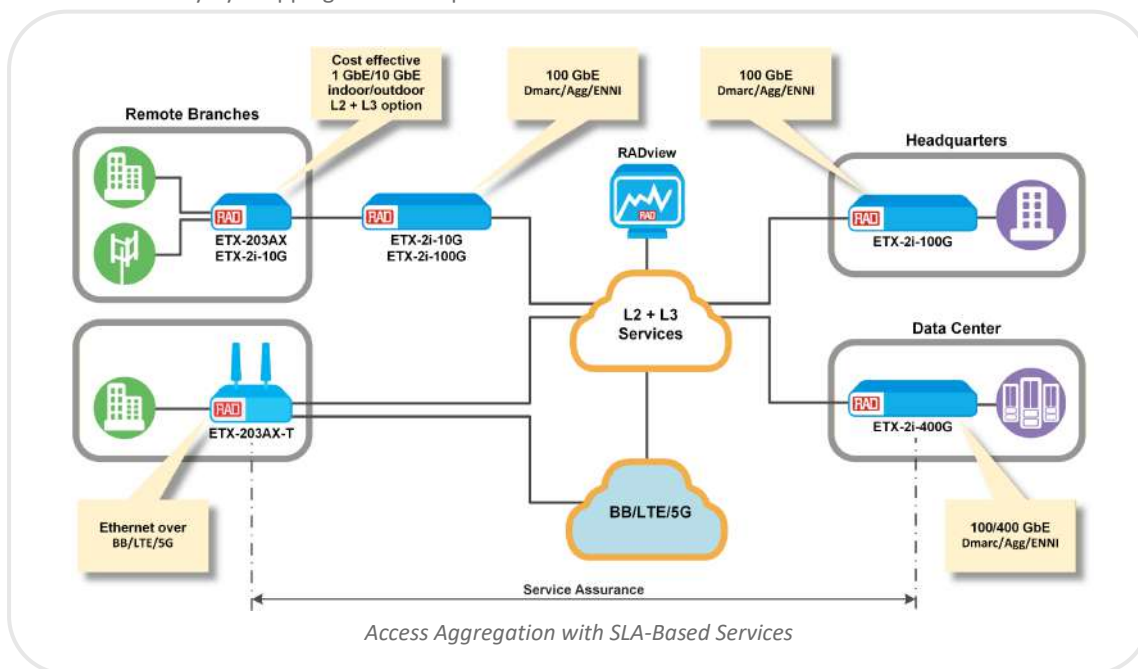 Cost effective
1 GbE/10 GbE
indoor/outdoor
L2 + L3 option
100 GbE
Dmarc/Agg/ENNI
100 GbE
Dmarc/Agg/ENNI
Remote Branches
RADview
Headquarters
RAD
RAD
RAD
RAD
ETX-203AX
ETX-2i-10G
ETX-2i-10G
ETX-2i-100G
ETX-2i-100G
L2 + L3
Services
Data Center
RAD
RAD
ETX-203AX-T
ETX-2i-400G
BB/LTE/5G
Ethernet over
BB/LTE/5G
100/400 GbE
Dmarc/Agg/ENNI
Service Assurance
Access Aggregation with SLA-Based Services